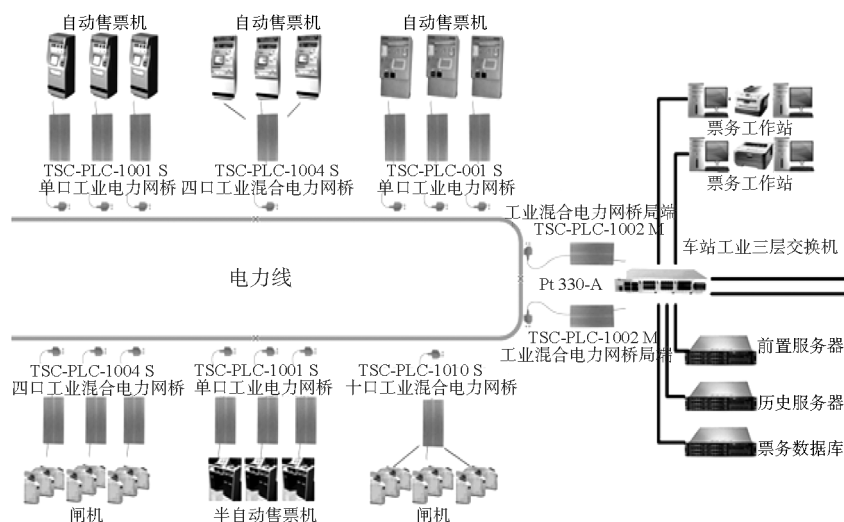 自动售票机
自动售票机
自动售票机
票务工作站
TSC-PLC-1001 S
单口工业电力网桥
TSC-PLC-1004 S
四口工业混合电力网桥
TSC-PLC-001 S
单口工业电力网桥
票务工作站
工业混合电力网桥局端
TSC-PLC-1002 M
车站工业三层交换机
电力线
Pt 330-A
TSC-PLC-1002 M
工业混合电力网桥局端
前置服务器
TSC-PLC-1004 S
四口工业混合电力网桥
TSC-PLC-1001 S
单口工业电力网桥
TSC-PLC-1010 S
十口工业混合电力网桥
历史服务器
票务数据库
闸机
半自动售票机
闸机